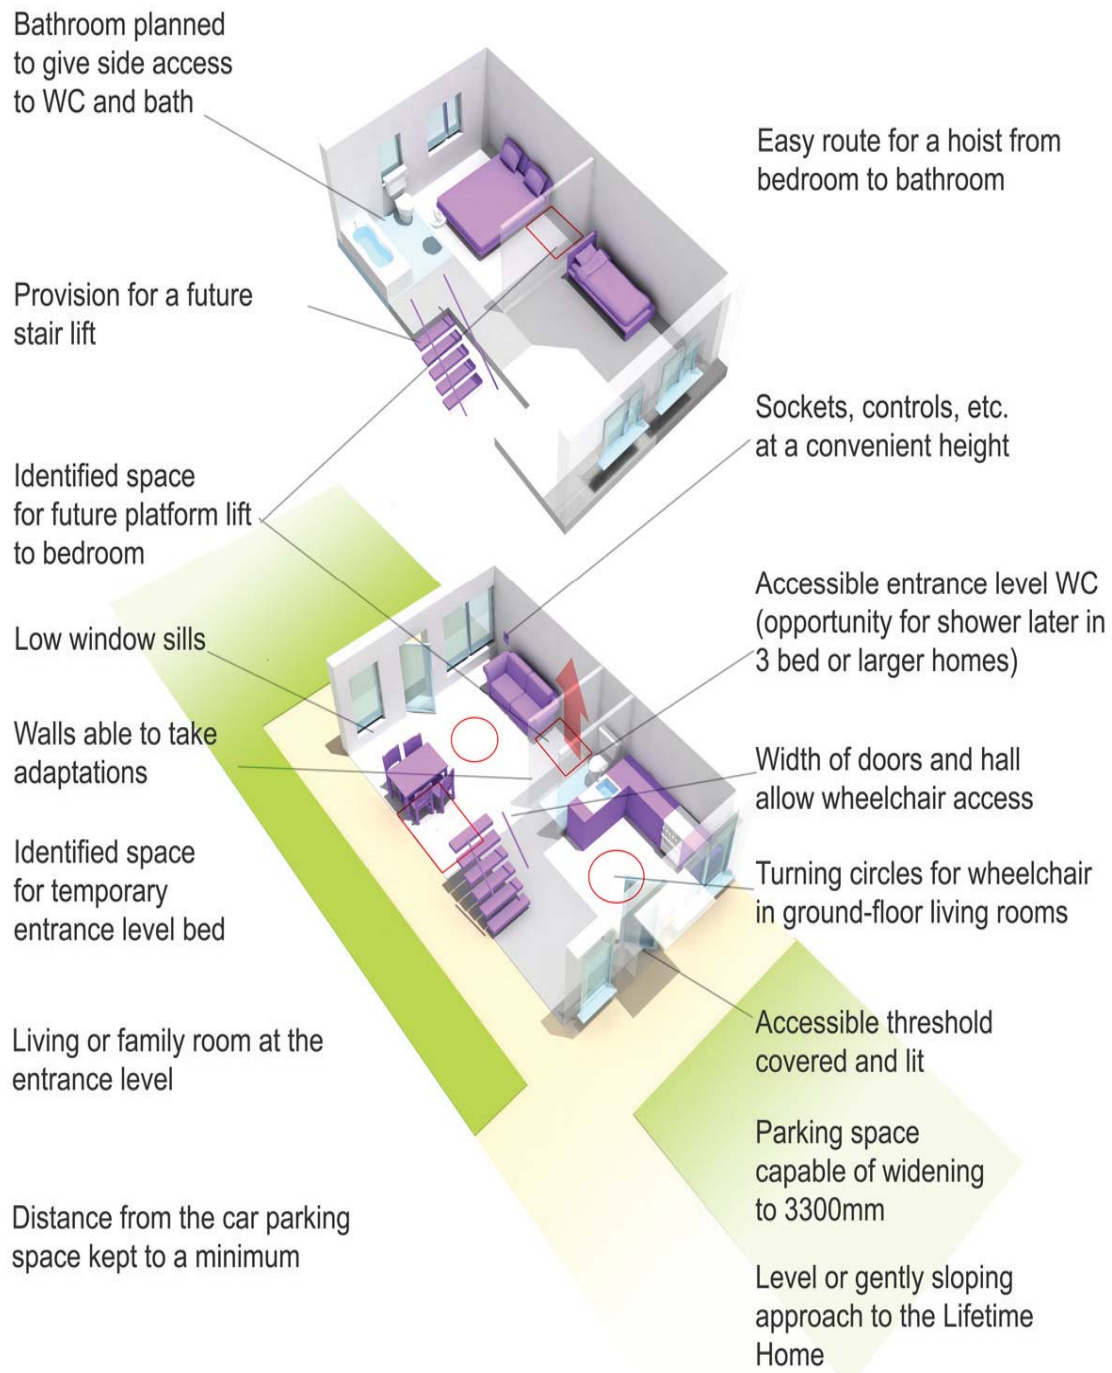 Bathroom planned
to give side access
to WC and bath
Easy route for a hoist from
bedroom to bathroom
Provision for a future
stair lift
Sockets, controls, etc.
at a convenient height
Identified space
for future platform lift
to bedroom
Accessible entrance level WC
(opportunity for shower later in
3 bed or larger homes)
Low window sills
Walls able to take
adaptations
Width of doors and hall
allow wheelchair access
Identified space
for temporary
entrance level bed
Turning circles for wheelchair
in ground-floor living rooms
Living or family room at the
entrance level
Accessible threshold
covered and lit
Parking space
capable of widening
to 3300mm
Distance from the car parking
space kept to a minimum
Level or gently sloping
approach to the Lifetime
Home